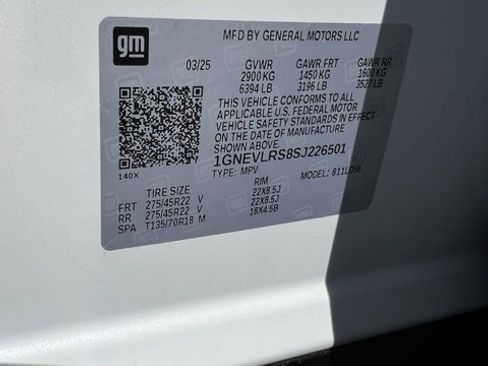 gm
MFD BY GENERAL MOTORS LLC
03/25 GVWR GAWR FRT GAWR RR
2900 KG 1450 KG 1600 KG
6394 LB 3196 LB 3527 LB
THIS VEHICLE CONFORMS TO ALL
APPLICABLE U.S. FEDERAL MOTOR
VEHICLE SAFETY STANDARDS IN EFFECT
ON THE DATE OF MANUFACTURE
SHOWN ABOVE.
1GNEVLRS8SJ226501
140X TYPE: MPV MODEL:
TIRE SIZE RIM
FRT 275/45R22 V 22X8.5J
RR 275/45R22 V 22X8.5J
SPA T135/70R18 M 18X4.5B